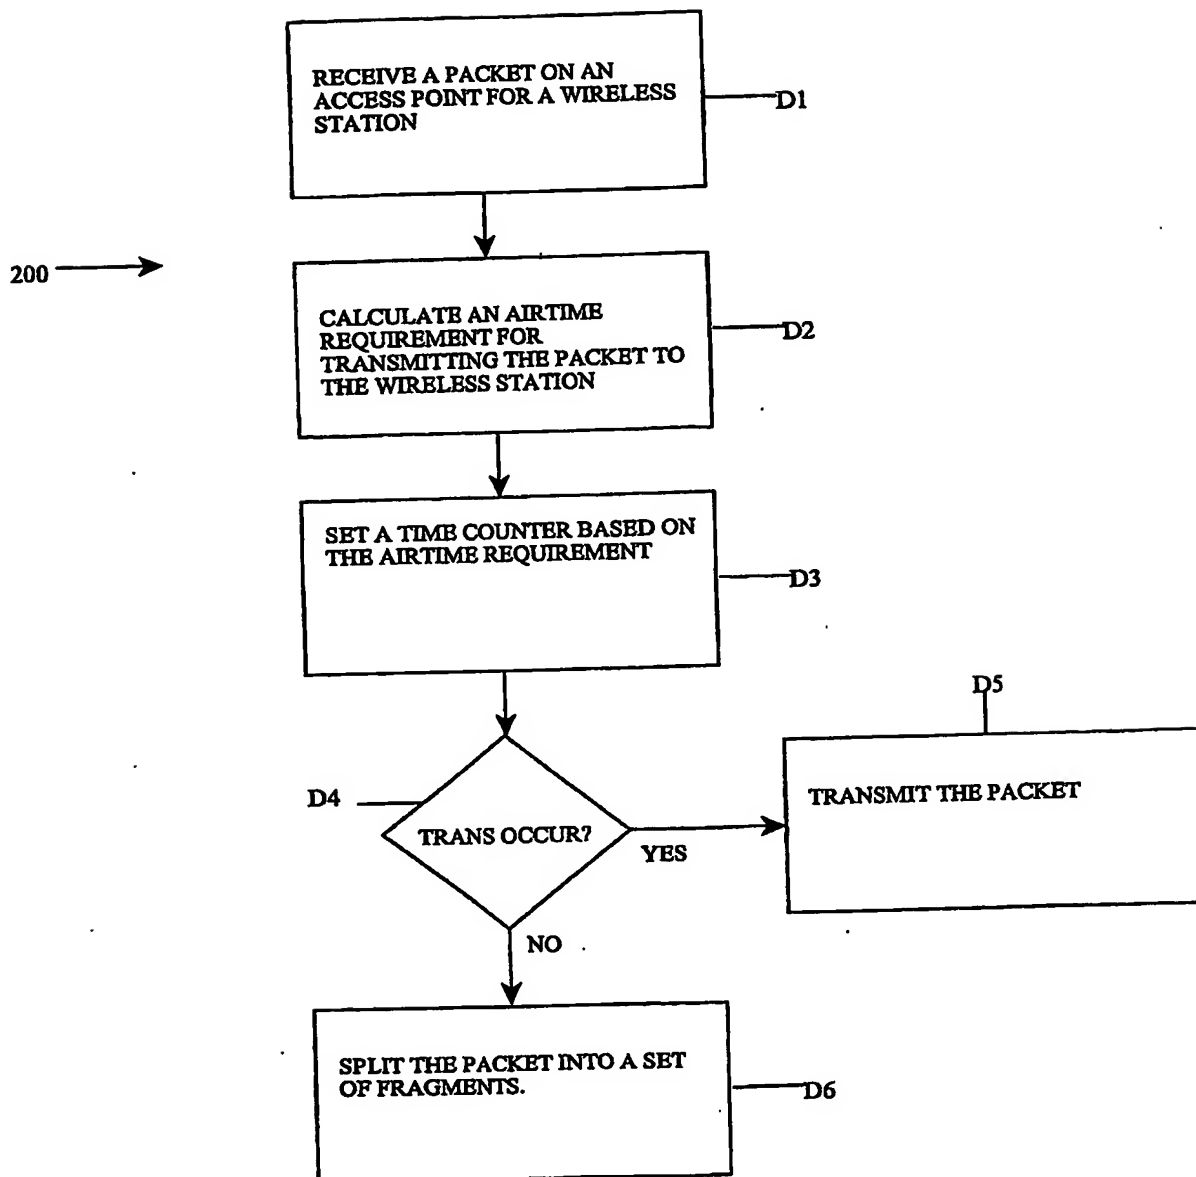 RECEIVE A PACKET ON AN
ACCESS POINT FOR A WIRELESS
STATION
D1
200
CALCULATE AN AIRTIME
REQUIREMENT FOR
TRANSMITTING THE PACKET TO
THE WIRELESS STATION
D2
SET A TIME COUNTER BASED ON
THE AIRTIME REQUIREMENT
D3
D5
D4
TRANS OCCUR?
YES
TRANSMIT THE PACKET
NO
SPLIT THE PACKET INTO A SET
OF FRAGMENTS.
D6